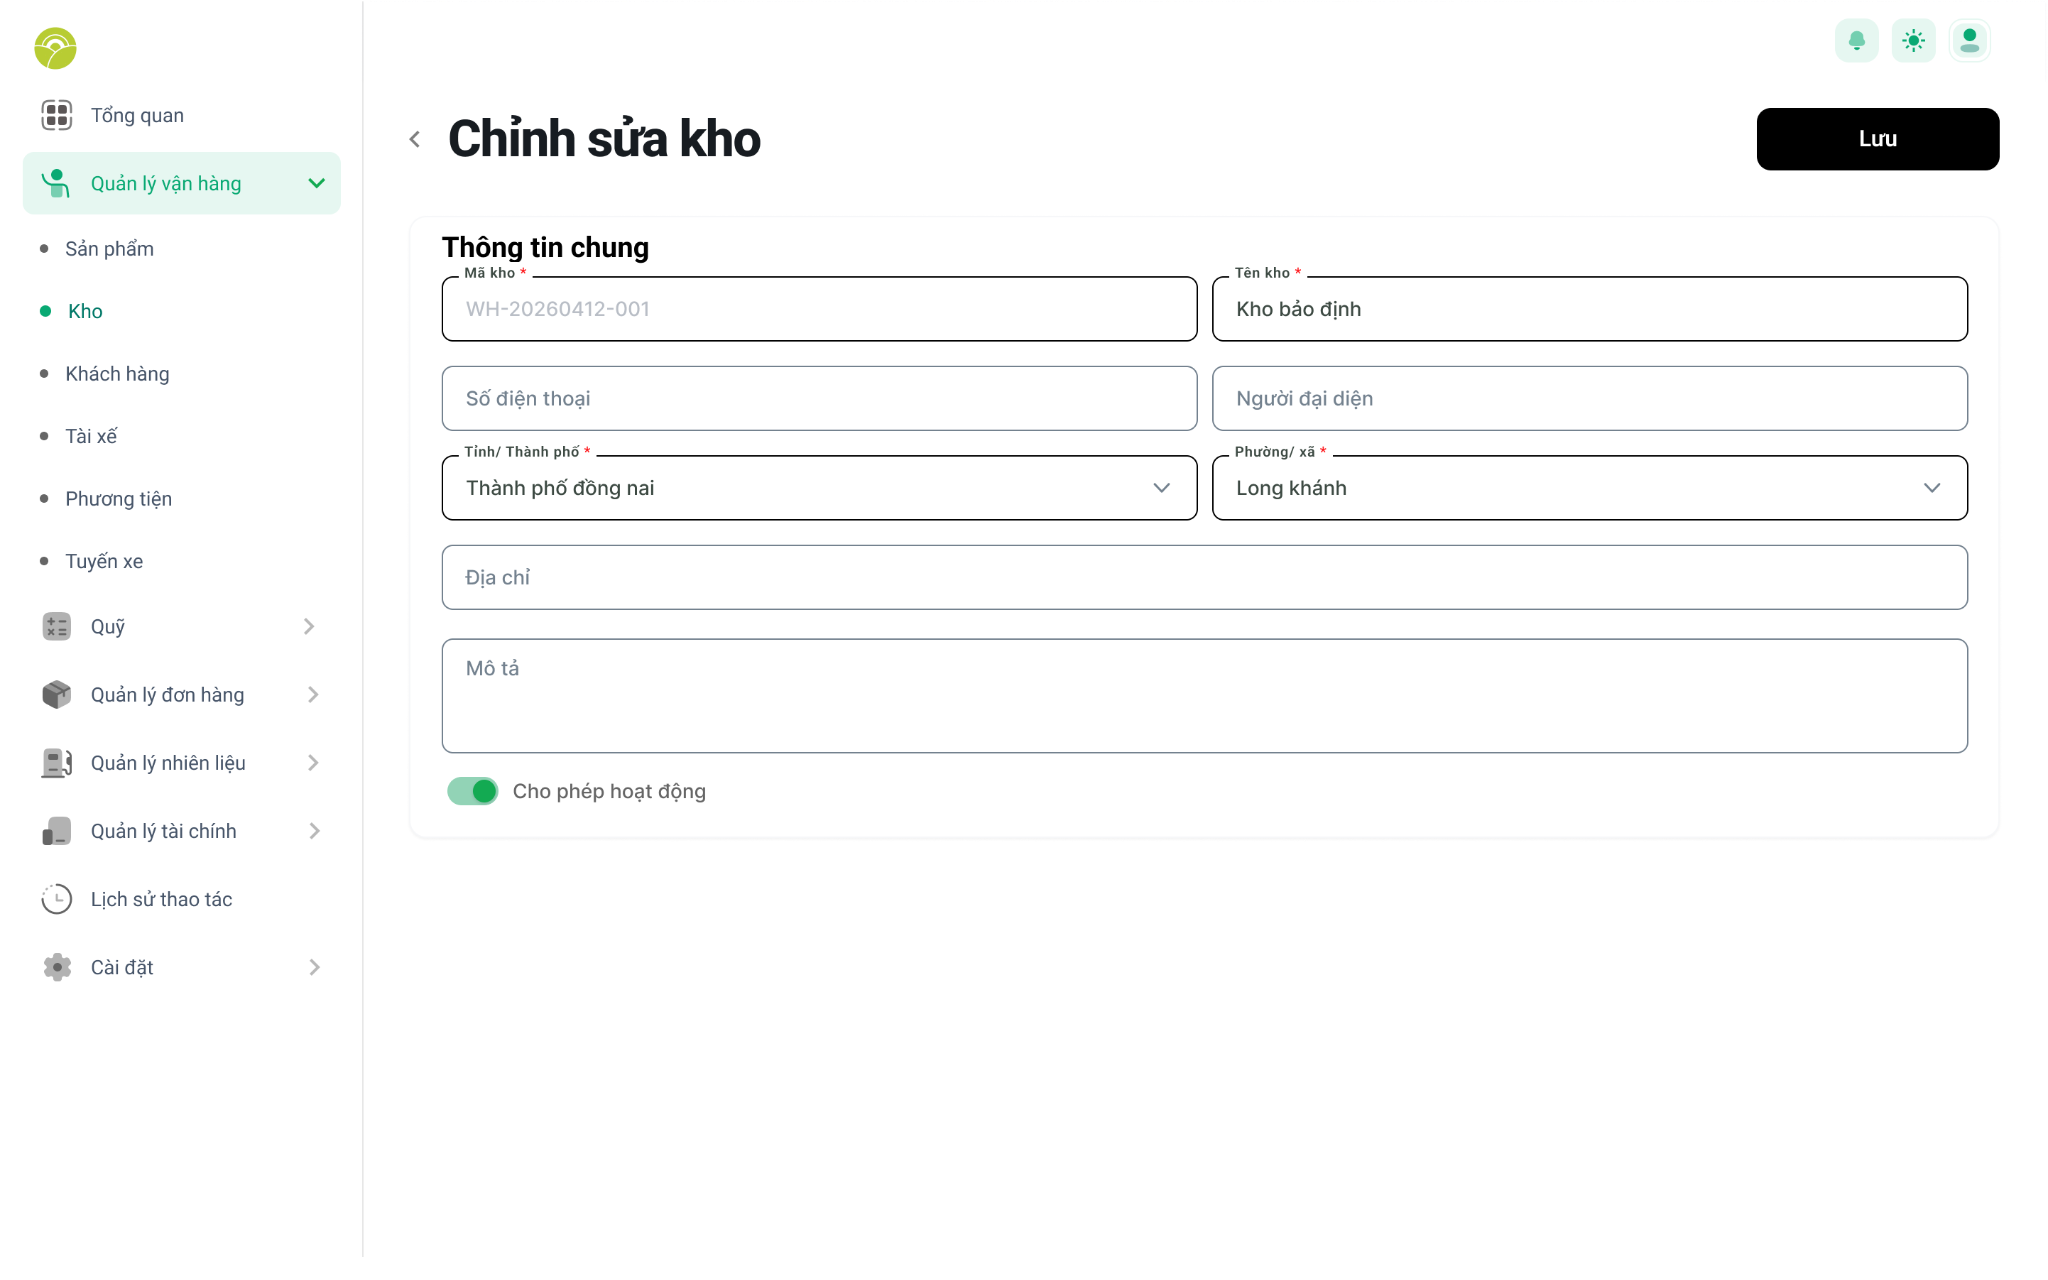 Tổng quan
Quản lý vận hàng
Sản phẩm
Kho
Khách hàng
Tài xế
Phương tiện
Tuyến xe
Quỹ
Quản lý đơn hàng
Quản lý nhiên liệu
Quản lý tài chính
Lịch sử thao tác
Cài đặt
Chỉnh sửa kho
Lưu
Thông tin chung
Mã kho *
WH-20260412-001
Tên kho *
Kho bảo định
Số điện thoại
Người đại diện
Tỉnh/ Thành phố *
Thành phố đồng nai
Phường/ xã *
Long khánh
Địa chỉ
Mô tả
Cho phép hoạt động